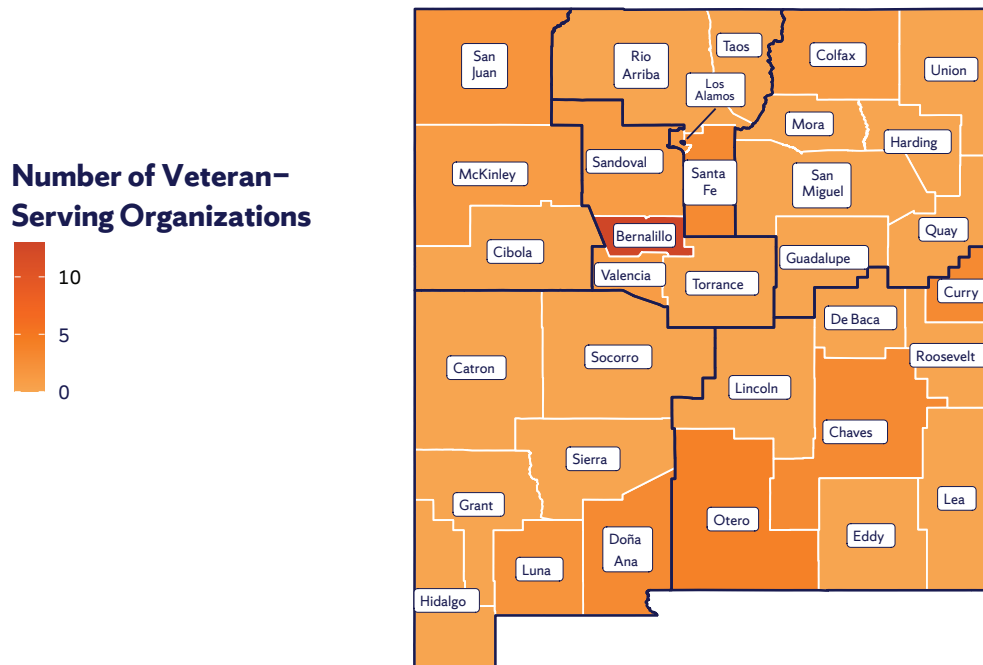 Number of Veteran–
Serving Organizations
10
5
0
San
Juan
Rio
Arriba
Taos
Los
Alamos
Colfax
Union
Mora
Harding
McKinley
Sandoval
Santa
Fe
San
Miguel
Cibola
Bernalillo
Valencia
Torrance
Guadalupe
Quay
Curry
De Baca
Roosevelt
Catron
Socorro
Lincoln
Chaves
Sierra
Grant
Lea
Otero
Eddy
Doña
Ana
Luna
Hidalgo